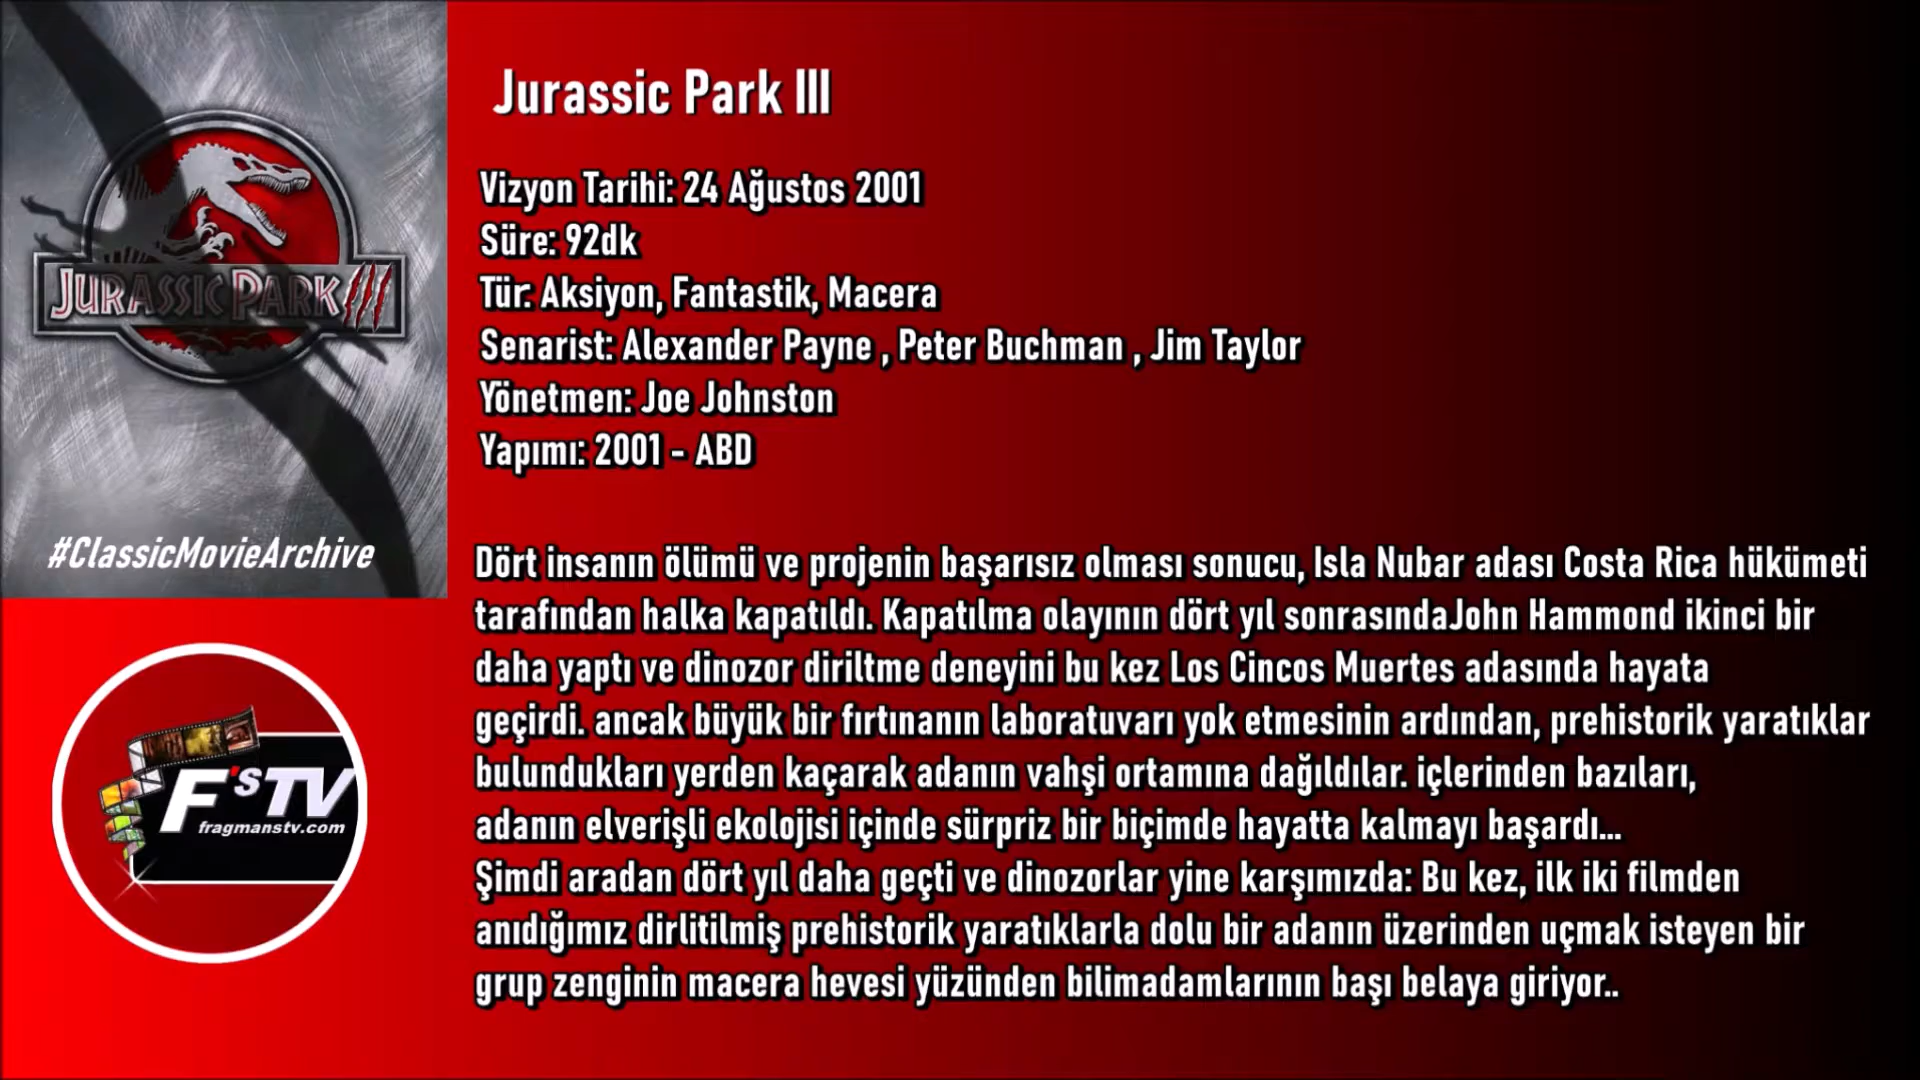 JURASSIC PARK III
#ClassicMovieArchive
F'sTV
fragmanstv.com
Jurassic Park III
Vizyon Tarihi: 24 Ağustos 2001
Süre: 92dk
Tür: Aksiyon, Fantastik, Macera
Senarist: Alexander Payne , Peter Buchman , Jim Taylor
Yönetmen: Joe Johnston
Yapımı: 2001 - ABD
Dört insanın ölümü ve projenin başarısız olması sonucu, Isla Nubar adası Costa Rica hükümeti
tarafından halka kapatıldı. Kapatılma olayının dört yıl sonrasındaJohn Hammond ikinci bir
daha yaptı ve dinozor diriltme deneyini bu kez Los Cincos Muertes adasında hayata
geçirdi. ancak büyük bir fırtınanın laboratuvarı yok etmesinin ardından, prehistorik yaratıklar
bulundukları yerden kaçarak adanın vahşi ortamına dağıldılar. içlerinden bazıları,
adanın elverişli ekolojisi içinde sürpriz bir biçimde hayatta kalmayı başardı...
Şimdi aradan dört yıl daha geçti ve dinozorlar yine karşımızda: Bu kez, ilk iki filmden
anıdığımız dirlitilmiş prehistorik yaratıklarla dolu bir adanın üzerinden uçmak isteyen bir
grup zenginin macera hevesi yüzünden bilimadamlarının başı belaya giriyor..